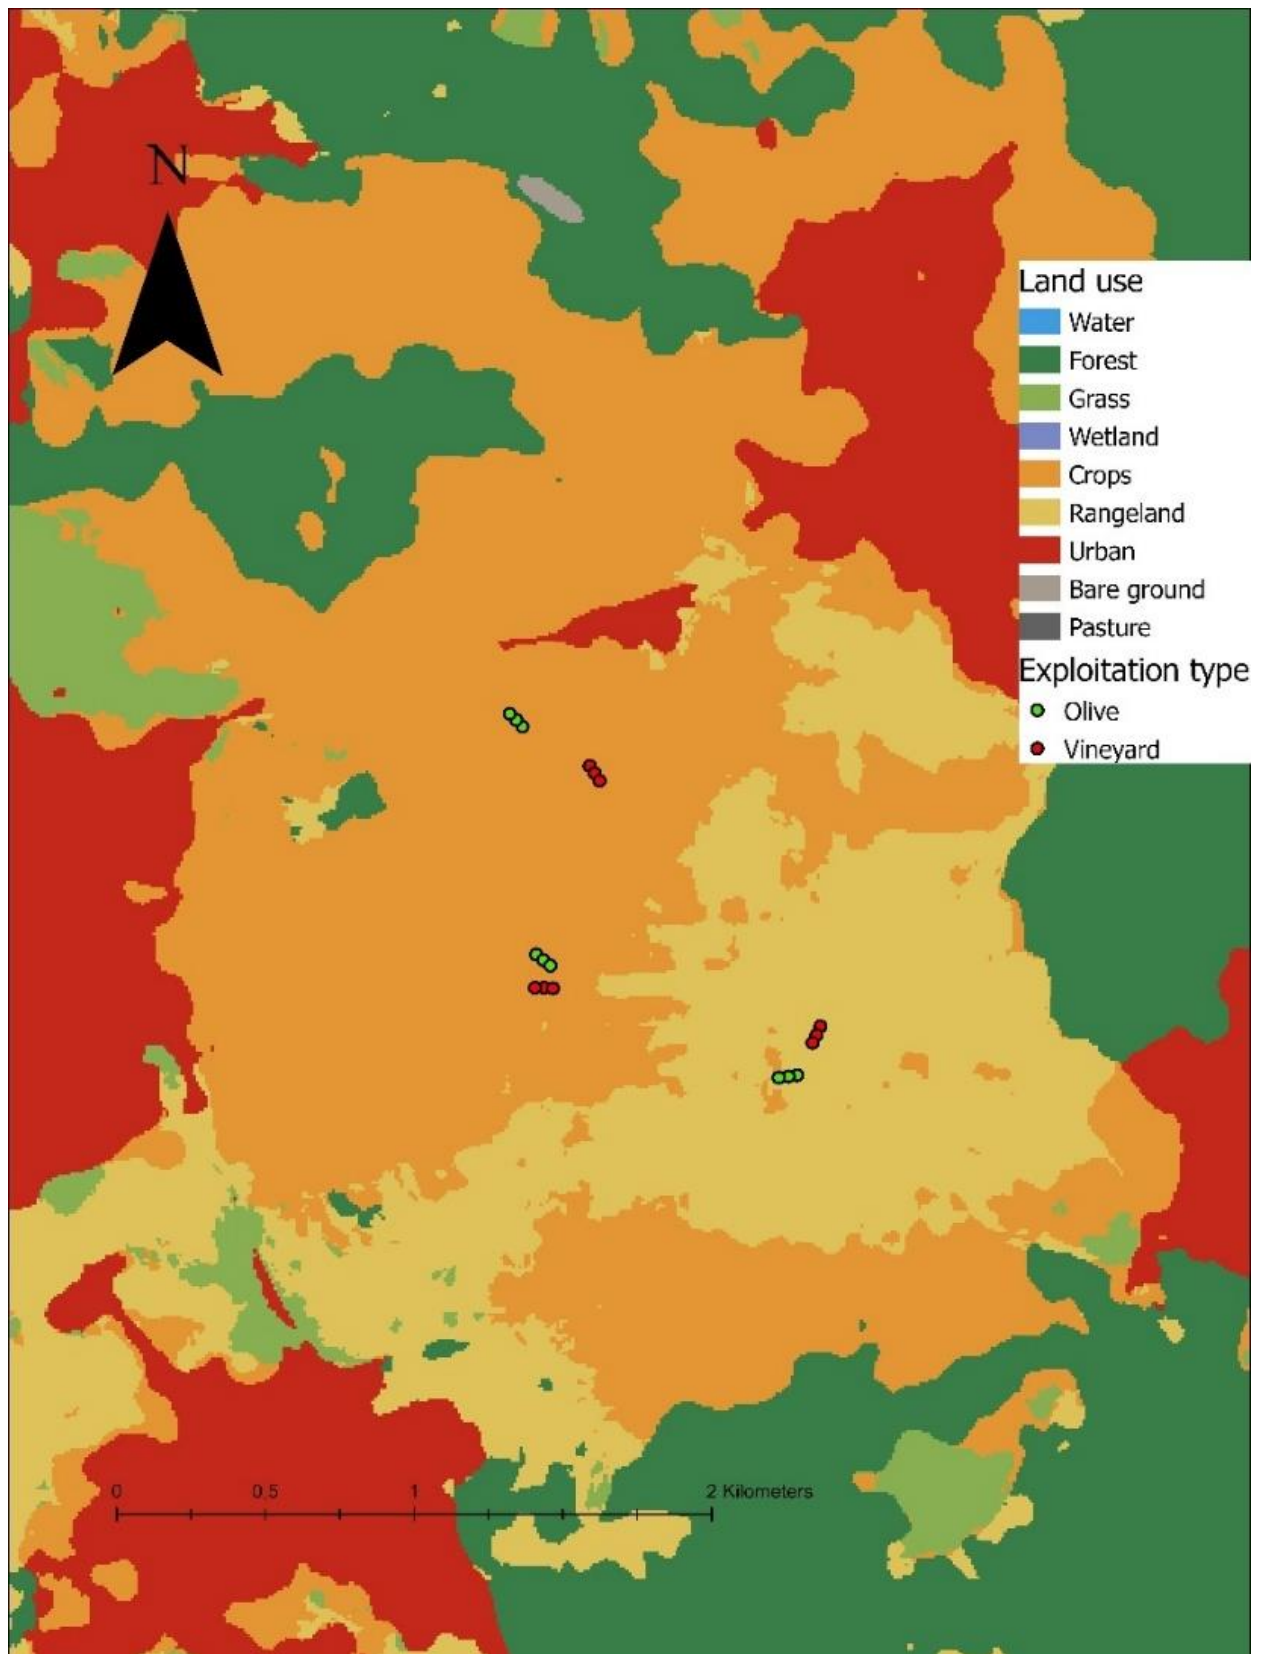 N
Land use
Water
Forest
Grass
Wetland
Crops
Rangeland
Urban
Bare ground
Pasture
Exploitation type
Olive
Vineyard
0 0,5 1 2 Kilometers